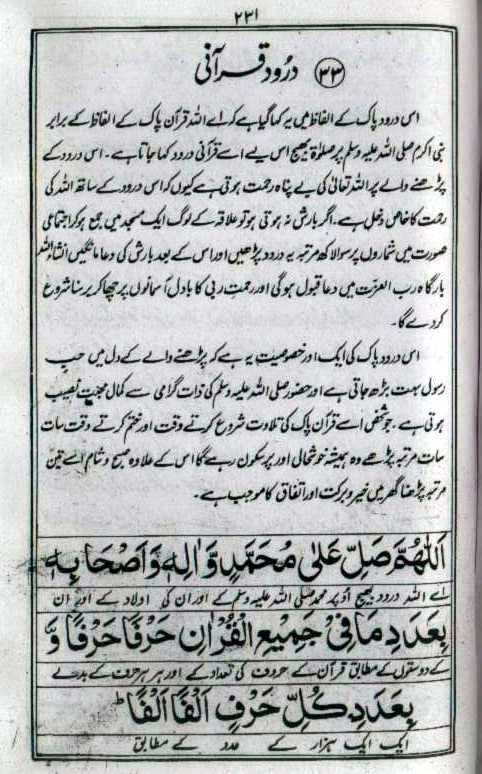 ۲۳۱
۳۳ درود قرآنی
اس درود پاک کے الفاظ میں یہ کہا گیا ہے کہ اے اللہ قرآن پاک کے الفاظ کے برابر
نبی اکرم صلی اللہ علیہ وسلم پر صلوٰۃ بھیج اس لیے اسے قرآنی درود کہا جاتا ہے۔ اس درود کے
پڑھنے والے پر اللہ تعالیٰ کی بے پناہ رحمت ہوتی ہے کیوں کہ اس درود کے ساتھ اللہ کی
رحمت کا خاص دخل ہے۔ اگر بارش نہ ہوتی ہو تو علاقہ کے لوگ ایک مسجد میں جمع ہو کر اجتماعی
صورت میں شماروں پر سوا لاکھ مرتبہ یہ درود پڑھیں اور اس کے بعد بارش کی دعا مانگیں انشاءاللہ
بارگاہ رب العزت میں دعا قبول ہوگی اور رحمت ربی کا بادل آسمانوں پر چھا کر برسنا شروع
کر دے گا۔
اس درود پاک کی ایک اور خصوصیت یہ ہے کہ پڑھنے والے کے دل میں حب
رسول بہت بڑھ جاتی ہے اور حضور صلی اللہ علیہ وسلم کی ذات گرامی سے کمال محبت نصیب
ہوتی ہے۔ جو شخص اسے قرآن پاک کی تلاوت شروع کرتے وقت اور ختم کرتے وقت سات
سات مرتبہ پڑھے وہ ہمیشہ خوشحال اور پرسکون رہے گا اس کے علاوہ صبح و شام اسے تین
مرتبہ پڑھنا گھر میں خیر و برکت اور اتفاق کا موجب ہے۔
اَللّٰهُمَّ صَلِّ عَلٰی مُحَمَّدٍ وَّاٰلِهٖ وَاَصْحَابِهٖ
اے اللہ درود بھیج اوپر محمد صلی اللہ علیہ وسلم کے اور ان کی اولاد کے اور ان
بِعَدَدِ مَا فِیْ جَمِیْعِ الْقُرْاٰنِ حَرْفًا حَرْفًا وَّ
کے دوستوں کے مطابق قرآن کے حروف کی تعداد کے اور ہر ہر حرف کے بدلے
بِعَدَدِ كُلِّ حَرْفٍ اَلْفًا اَلْفًا ط
ایک ایک ہزار کے عدد کے مطابق